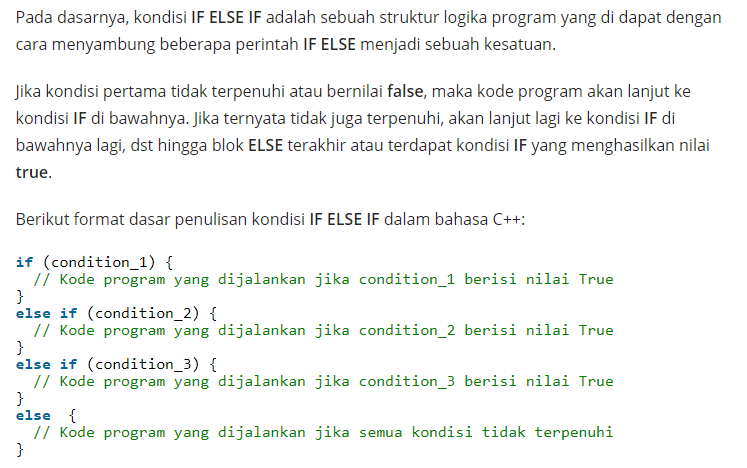 Pada dasarnya, kondisi IF ELSE IF adalah sebuah struktur logika program yang di dapat dengan
cara menyambung beberapa perintah IF ELSE menjadi sebuah kesatuan.
Jika kondisi pertama tidak terpenuhi atau bernilai false, maka kode program akan lanjut ke
kondisi IF di bawahnya. Jika ternyata tidak juga terpenuhi, akan lanjut lagi ke kondisi IF di
bawahnya lagi, dst hingga blok ELSE terakhir atau terdapat kondisi IF yang menghasilkan nilai
true.
Berikut format dasar penulisan kondisi IF ELSE IF dalam bahasa C++:
if (condition_1) {
  // Kode program yang dijalankan jika condition_1 berisi nilai True
}
else if (condition_2) {
  // Kode program yang dijalankan jika condition_2 berisi nilai True
}
else if (condition_3) {
  // Kode program yang dijalankan jika condition_3 berisi nilai True
}
else  {
  // Kode program yang dijalankan jika semua kondisi tidak terpenuhi
}